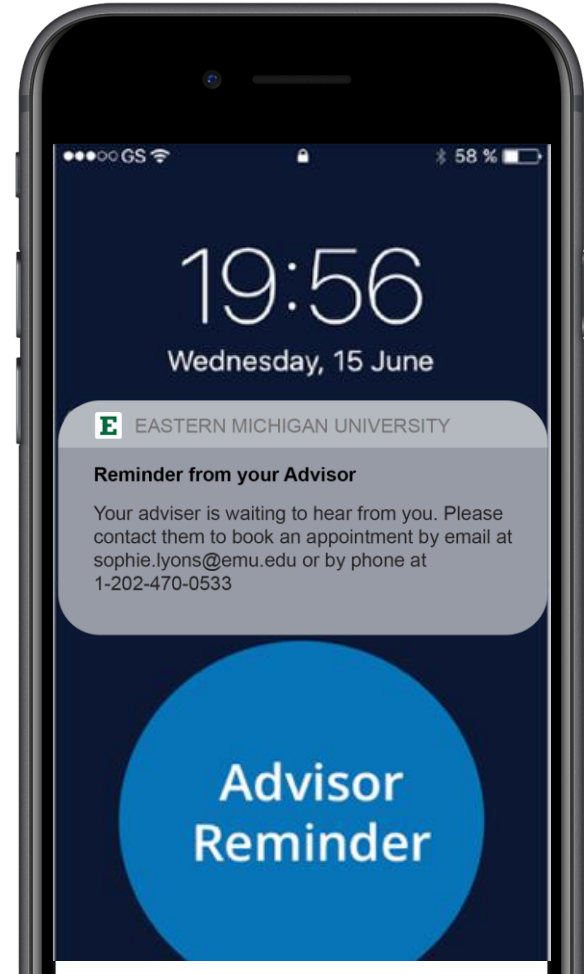 ●●●○○ GS 58 %
19:56
Wednesday, 15 June
E EASTERN MICHIGAN UNIVERSITY
Reminder from your Advisor
Your adviser is waiting to hear from you. Please
contact them to book an appointment by email at
sophie.lyons@emu.edu or by phone at
1-202-470-0533
Advisor
Reminder